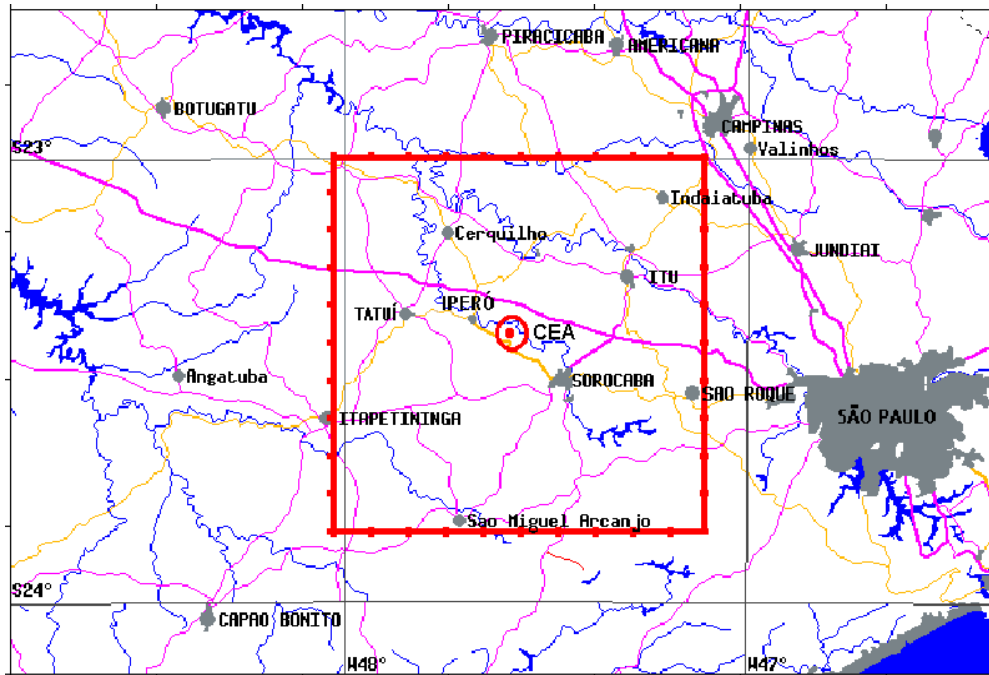 PIRACICABA
AMERICANA
BOTUGATU
CAMPINAS
S23°
Valinhos
Indaiatuba
Cerquilho
JUNDIAI
ITU
IPERÓ
TATUÍ
CEA
Angatuba
SOROCABA
SAO ROQUE
ITAPETININGA
SÃO PAULO
Sao Miguel Arcanjo
S24°
CAPAO BONITO
W48°
W47°